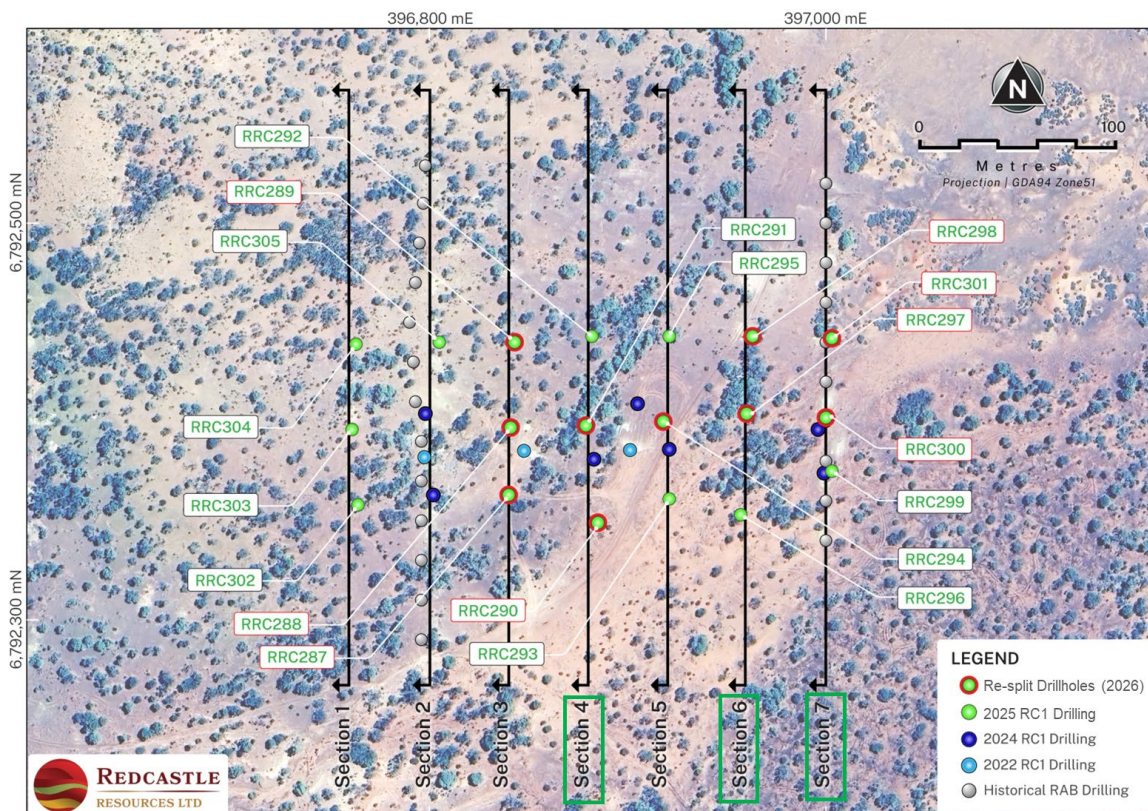 396,800 mE
397,000 mE
N
0 100
Metres
Projection | GDA94 Zone51
6,792,500 mN
6,792,300 mN
RRC292
RRC289
RRC305
RRC291
RRC295
RRC298
RRC301
RRC297
RRC304
RRC303
RRC302
RRC288
RRC287
RRC290
RRC293
RRC300
RRC299
RRC294
RRC296
Section 1
Section 2
Section 3
Section 4
Section 5
Section 6
Section 7
LEGEND
Re-split Drillholes (2026)
2025 RC1 Drilling
2024 RC1 Drilling
2022 RC1 Drilling
Historical RAB Drilling
REDCASTLE
RESOURCES LTD